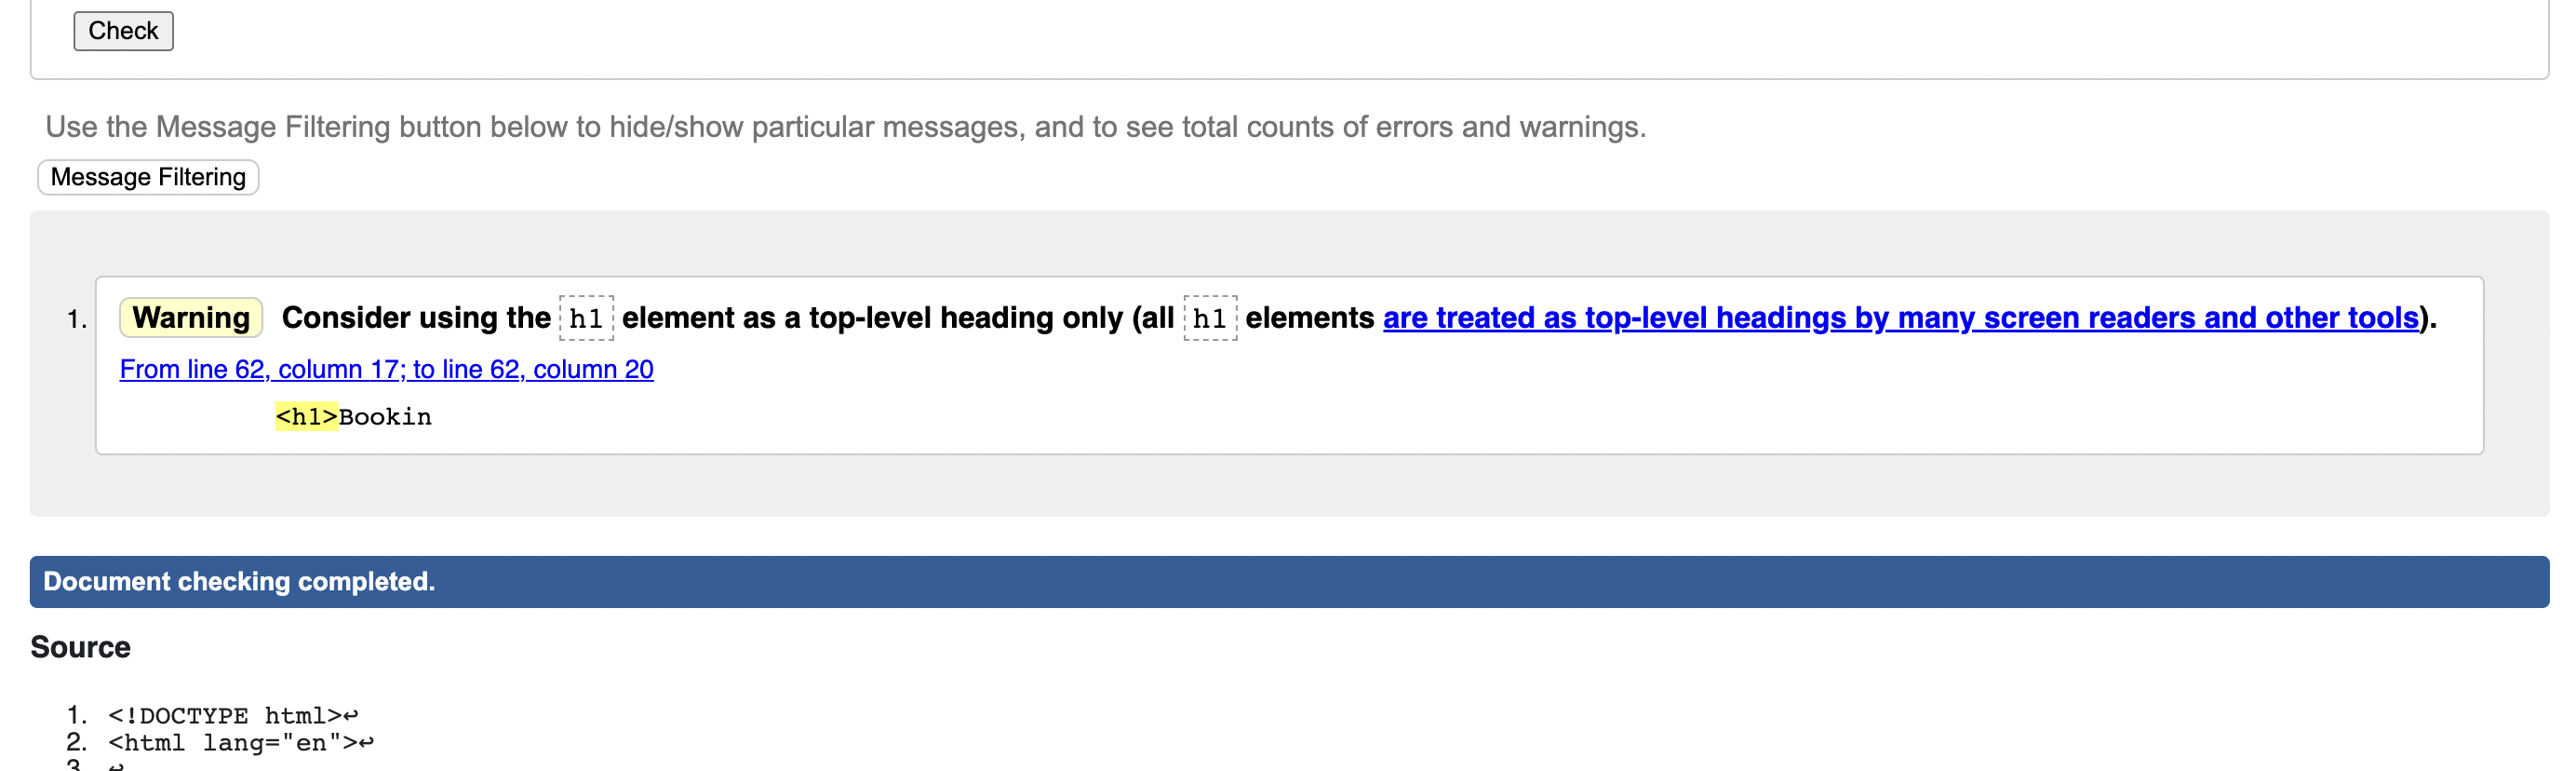 Check
Use the Message Filtering button below to hide/show particular messages, and to see total counts of errors and warnings.
Message Filtering
1. Warning Consider using the h1 element as a top-level heading only (all h1 elements are treated as top-level headings by many screen readers and other tools).
From line 62, column 17; to line 62, column 20
<h1>Bookin
Document checking completed.
Source
1. <!DOCTYPE html>↩
2. <html lang="en">↩
3. ↩